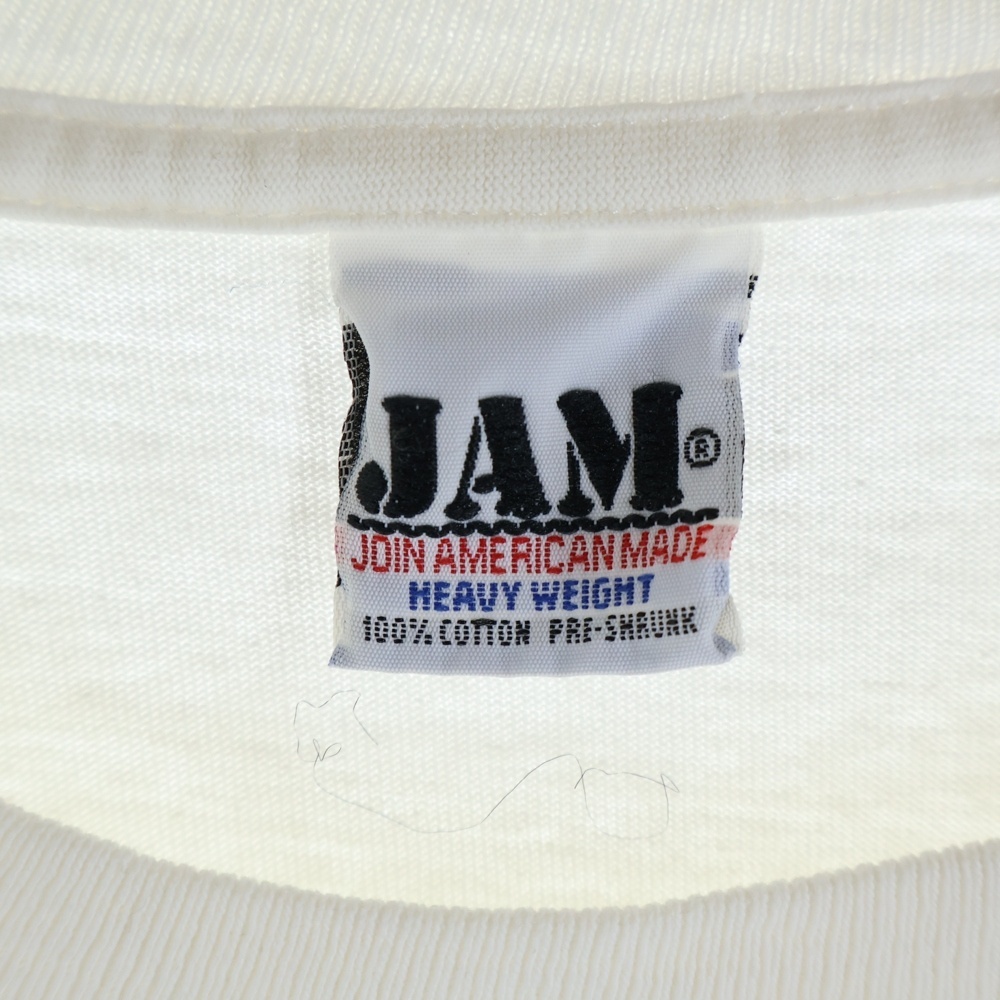 JAM®
JOIN AMERICAN MADE
HEAVY WEIGHT
100% COTTON PRE-SHRUNK